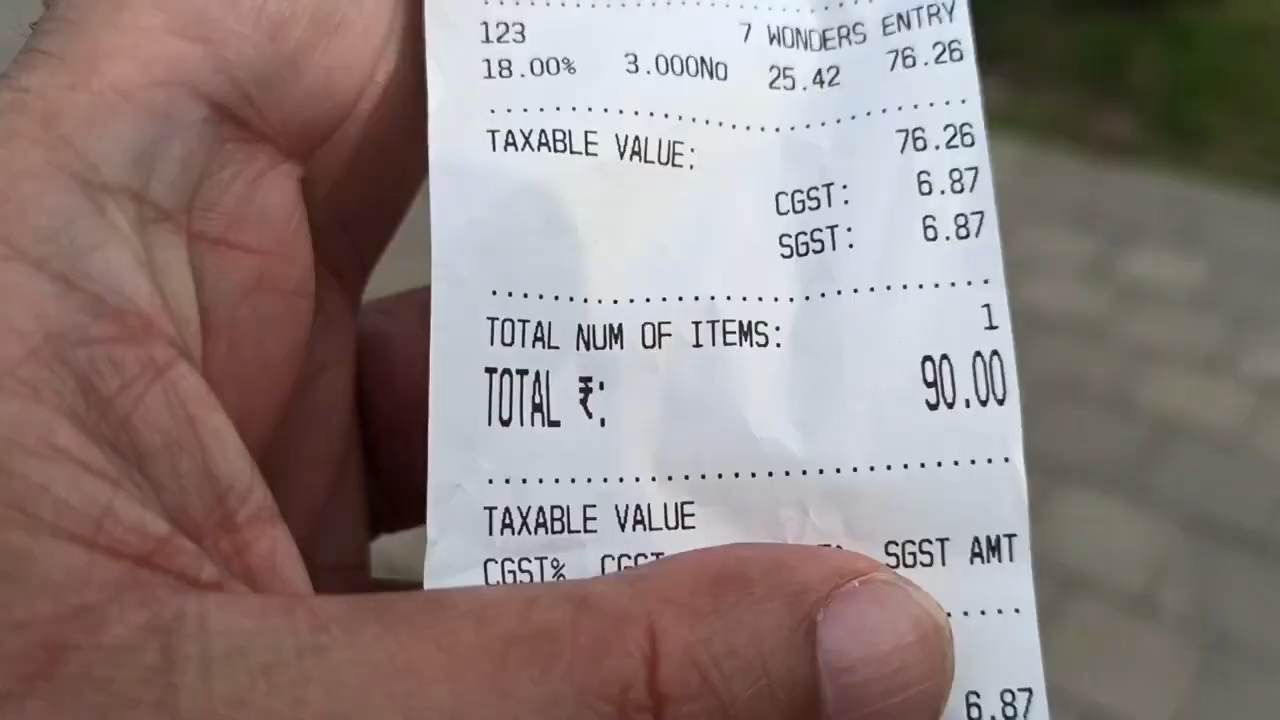 123 7 WONDERS ENTRY
18.00% 3.000No 25.42 76.26
TAXABLE VALUE: 76.26
CGST: 6.87
SGST: 6.87
TOTAL NUM OF ITEMS: 1
TOTAL ₹: 90.00
TAXABLE VALUE
CGST% SGST AMT
6.87